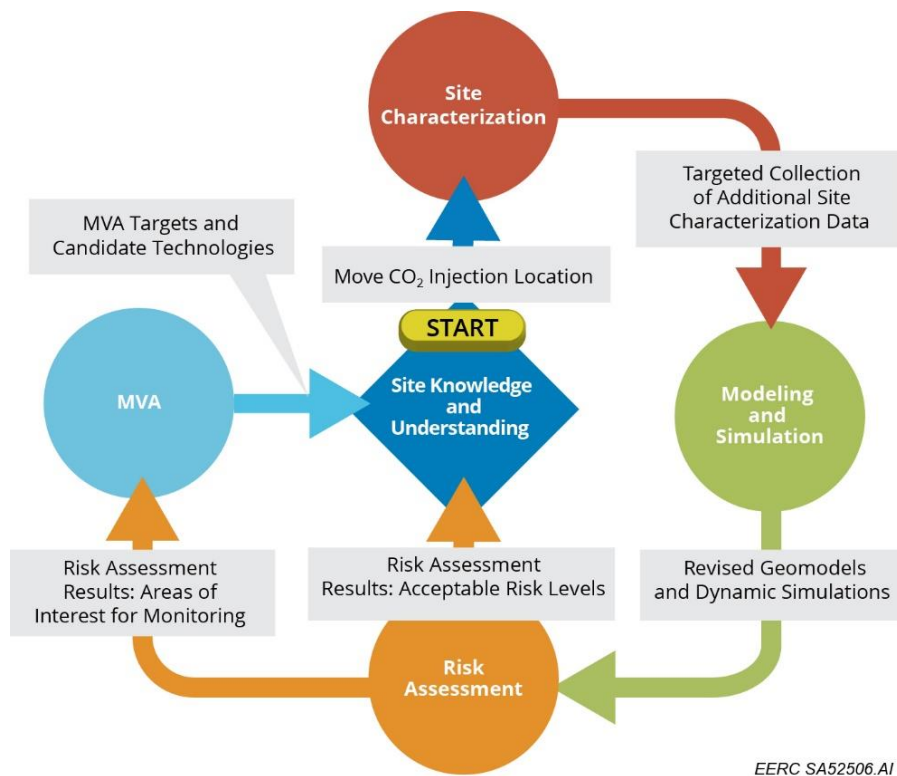 Site
Characterization
Targeted Collection
of Additional Site
Characterization Data
MVA Targets and
Candidate Technologies
Move CO₂ Injection Location
START
Site Knowledge
and
Understanding
MVA
Modeling
and
Simulation
Risk Assessment
Results: Areas of
Interest for Monitoring
Risk Assessment
Results: Acceptable Risk Levels
Revised Geomodels
and Dynamic Simulations
Risk
Assessment
EERC SA52506.AI